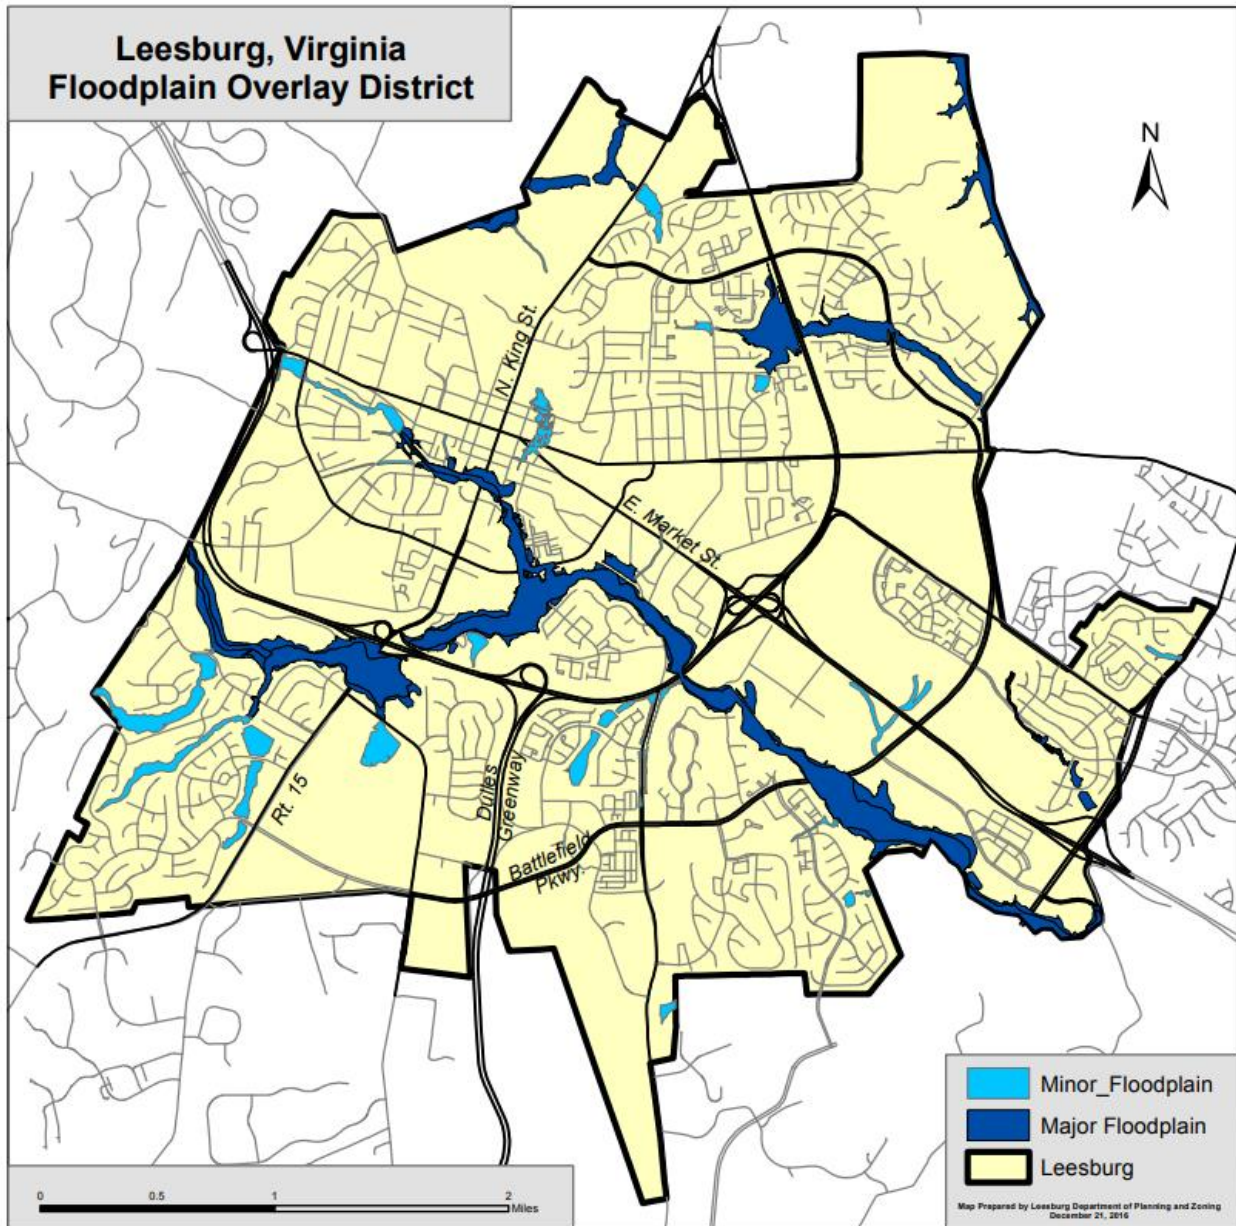 Leesburg, Virginia
Floodplain Overlay District
N
N. King St.
E. Market St.
Rt. 15
Dulles
Greenway
Battlefield
Pkwy.
Minor_Floodplain
Major Floodplain
Leesburg
Map Prepared by Leesburg Department of Planning and Zoning
December 21, 2016
0 0.5 1 2
Miles